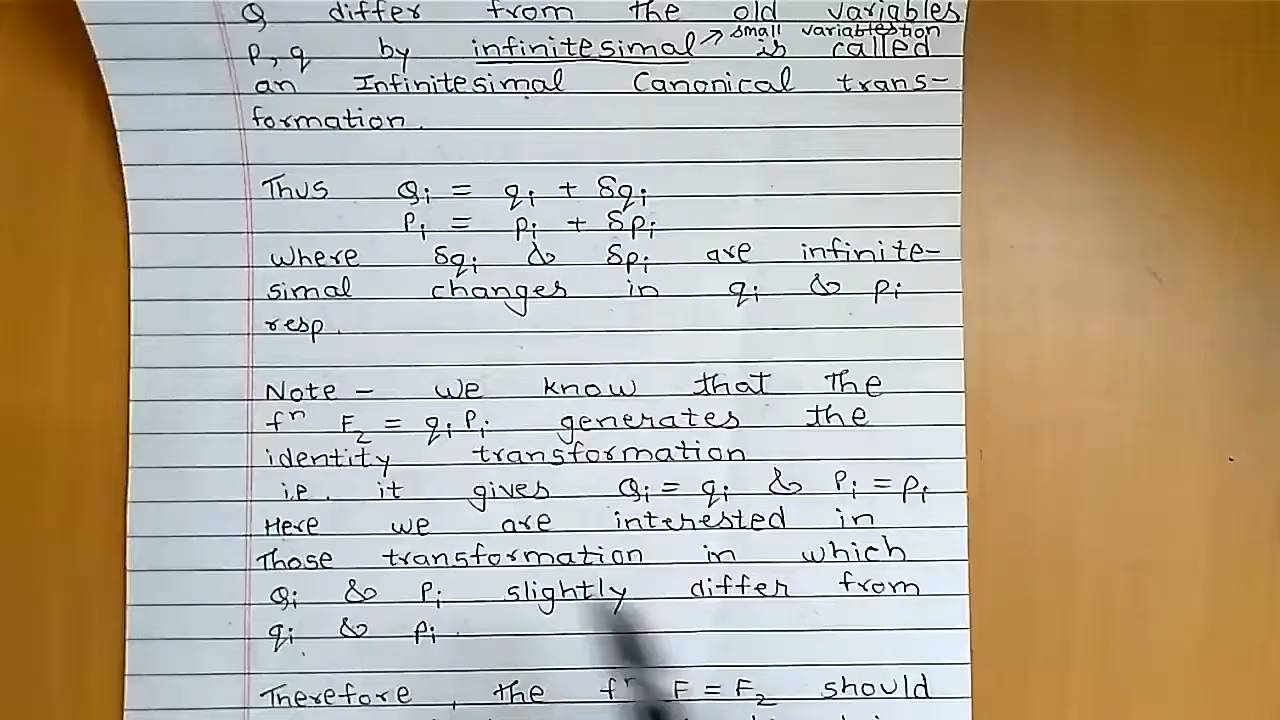 Q differ from the old variables
p, q by infinitesimal → small is called
an Infinitesimal Canonical trans-
formation.
Thus Qi = qi + δqi
Pi = pi + δpi
where δqi & δpi are infinite-
simal changes in qi & pi
resp.
Note - we know that the
fⁿ F₂ = qi Pi generates the
identity transformation
i.e. it gives Qi = qi & Pi = pi
Here we are interested in
Those transformation in which
Qi & Pi slightly differ from
qi & pi.
Therefore, the fⁿ F = F₂ should